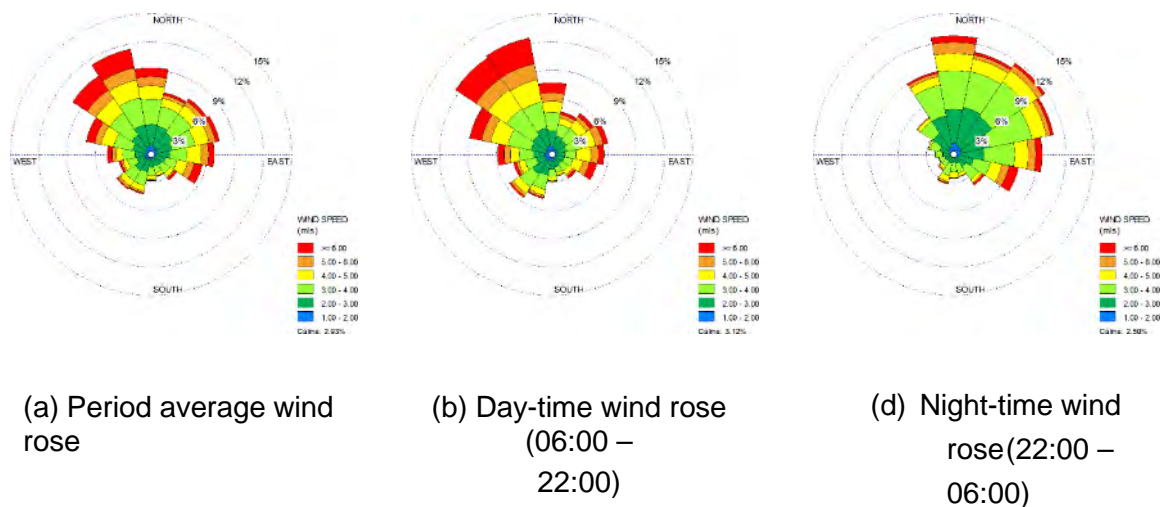 NORTH
15%
12%
9%
6%
3%
WEST
EAST
SOUTH
WIND SPEED
(m/s)
>= 6.00
5.00 - 6.00
4.00 - 5.00
3.00 - 4.00
2.00 - 3.00
1.00 - 2.00
Calms: 2.93%
NORTH
15%
12%
9%
6%
3%
WEST
EAST
SOUTH
WIND SPEED
(m/s)
>= 6.00
5.00 - 6.00
4.00 - 5.00
3.00 - 4.00
2.00 - 3.00
1.00 - 2.00
Calms: 3.12%
NORTH
15%
12%
9%
6%
3%
WEST
EAST
SOUTH
WIND SPEED
(m/s)
>= 6.00
5.00 - 6.00
4.00 - 5.00
3.00 - 4.00
2.00 - 3.00
1.00 - 2.00
Calms:
(a) Period average wind
rose
(b) Day-time wind rose
(06:00 –
22:00)
(d) Night-time wind
rose(22:00 –
06:00)